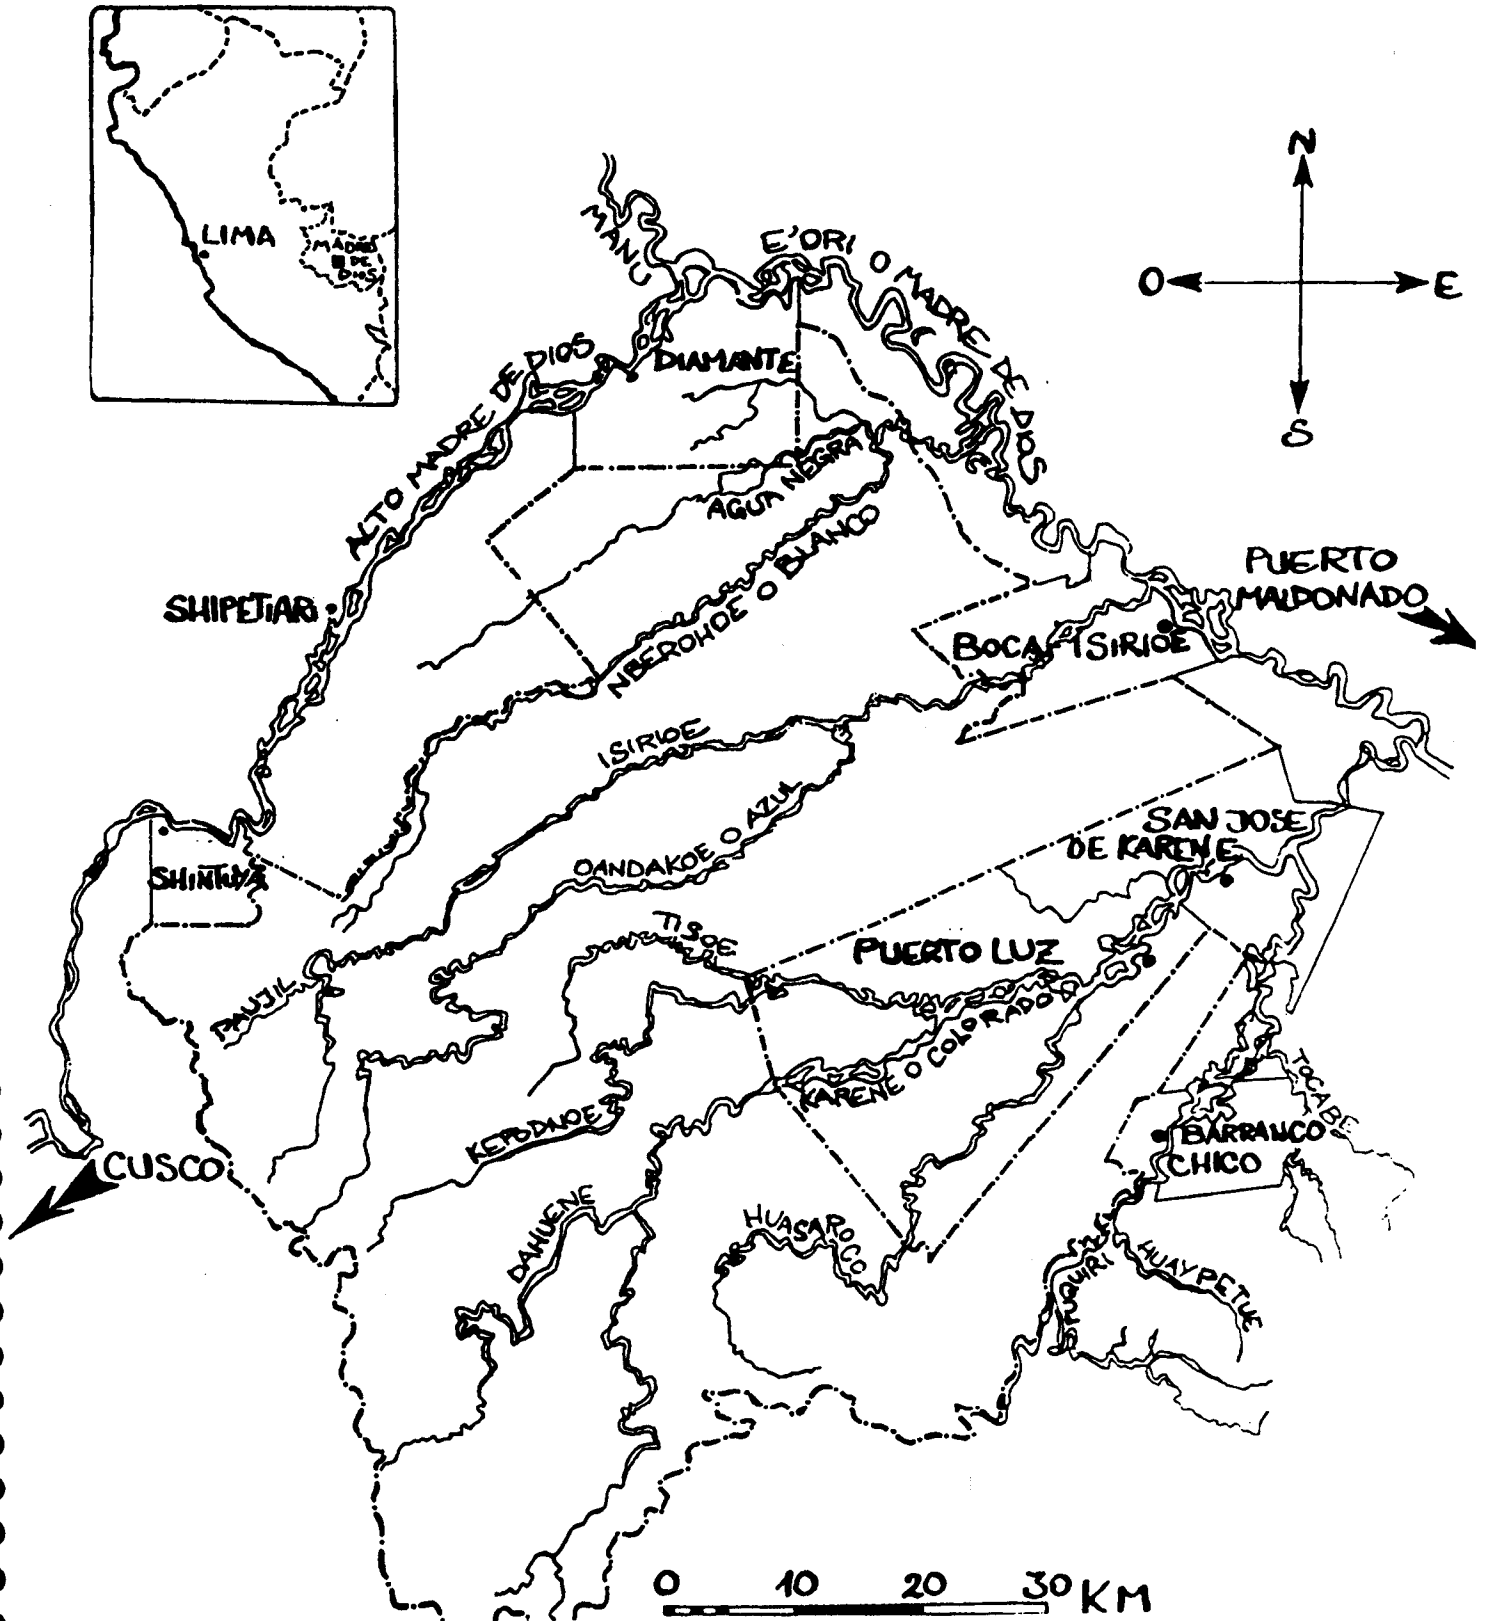 LIMA
MADRE
DE
DIOS
N
O
E
S
MANU
E'ORI O MADRE DE DIOS
ALTO MADRE DE DIOS
DIAMANTE
AGUA NEGRA
NBEROHOE O BLANCO
SHIPETIARI
PUERTO
MALDONADO
BOCA ISIRIOE
ISIRIOE
OANDAKOE O AZUL
SHINTUYA
SAN JOSE
DE KARENE
TISOE
PUERTO LUZ
PAUJIL
KARENE O COLORADO
TOCABE
KEPODNOE
BARRANCO
CHICO
CUSCO
DAHUENE
HUASAROCO
PUQUIRI
HUAYPETUE
0 10 20 30 KM